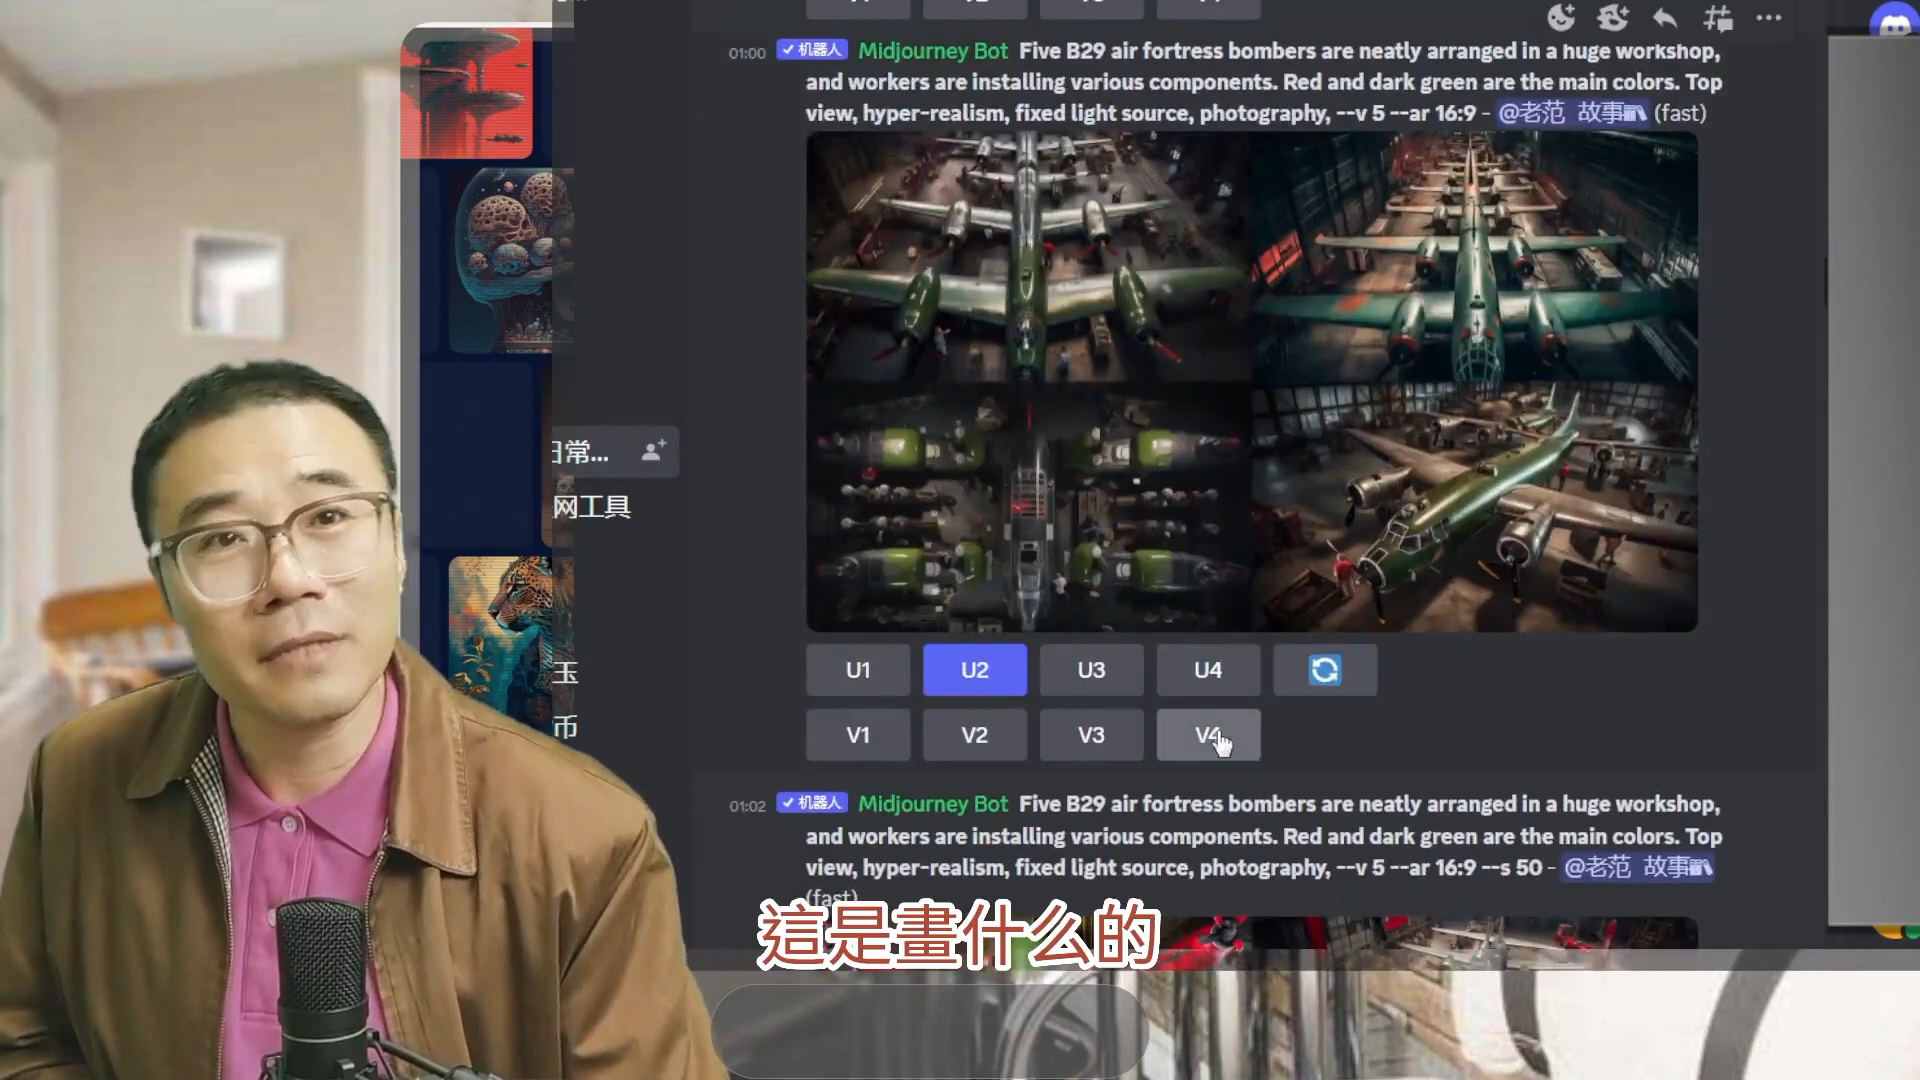 01:00 机器人 Midjourney Bot Five B29 air fortress bombers are neatly arranged in a huge workshop,
and workers are installing various components. Red and dark green are the main colors. Top
view, hyper-realism, fixed light source, photography, --v 5 --ar 16:9 - @老范 故事 (fast)
日常...
网工具
玉
币
U1 U2 U3 U4
V1 V2 V3 V4
01:02 机器人 Midjourney Bot Five B29 air fortress bombers are neatly arranged in a huge workshop,
and workers are installing various components. Red and dark green are the main colors. Top
view, hyper-realism, fixed light source, photography, --v 5 --ar 16:9 --s 50 - @老范 故事
(fast)
這是畫什么的